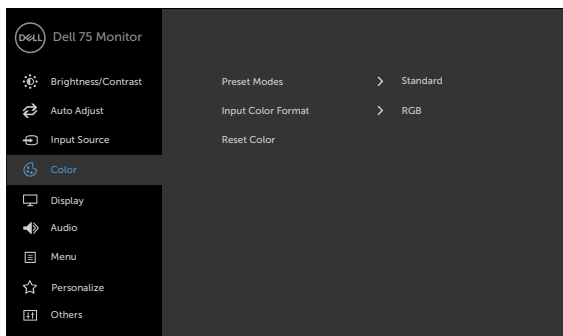 DELL Dell 75 Monitor
Brightness/Contrast Preset Modes Standard
Auto Adjust Input Color Format RGB
Input Source Reset Color
Color
Display
Audio
Menu
Personalize
Others